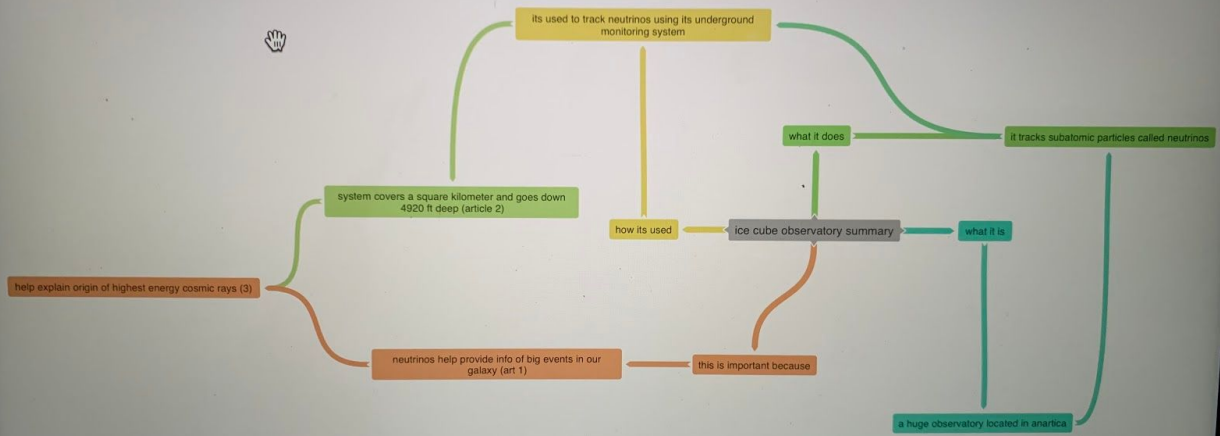 its used to track neutrinos using its underground
monitoring system
what it does
it tracks subatomic particles called neutrinos
system covers a square kilometer and goes down
4920 ft deep (article 2)
how its used
ice cube observatory summary
what it is
help explain origin of highest energy cosmic rays (3)
neutrinos help provide info of big events in our
galaxy (art 1)
this is important because
a huge observatory located in anartica